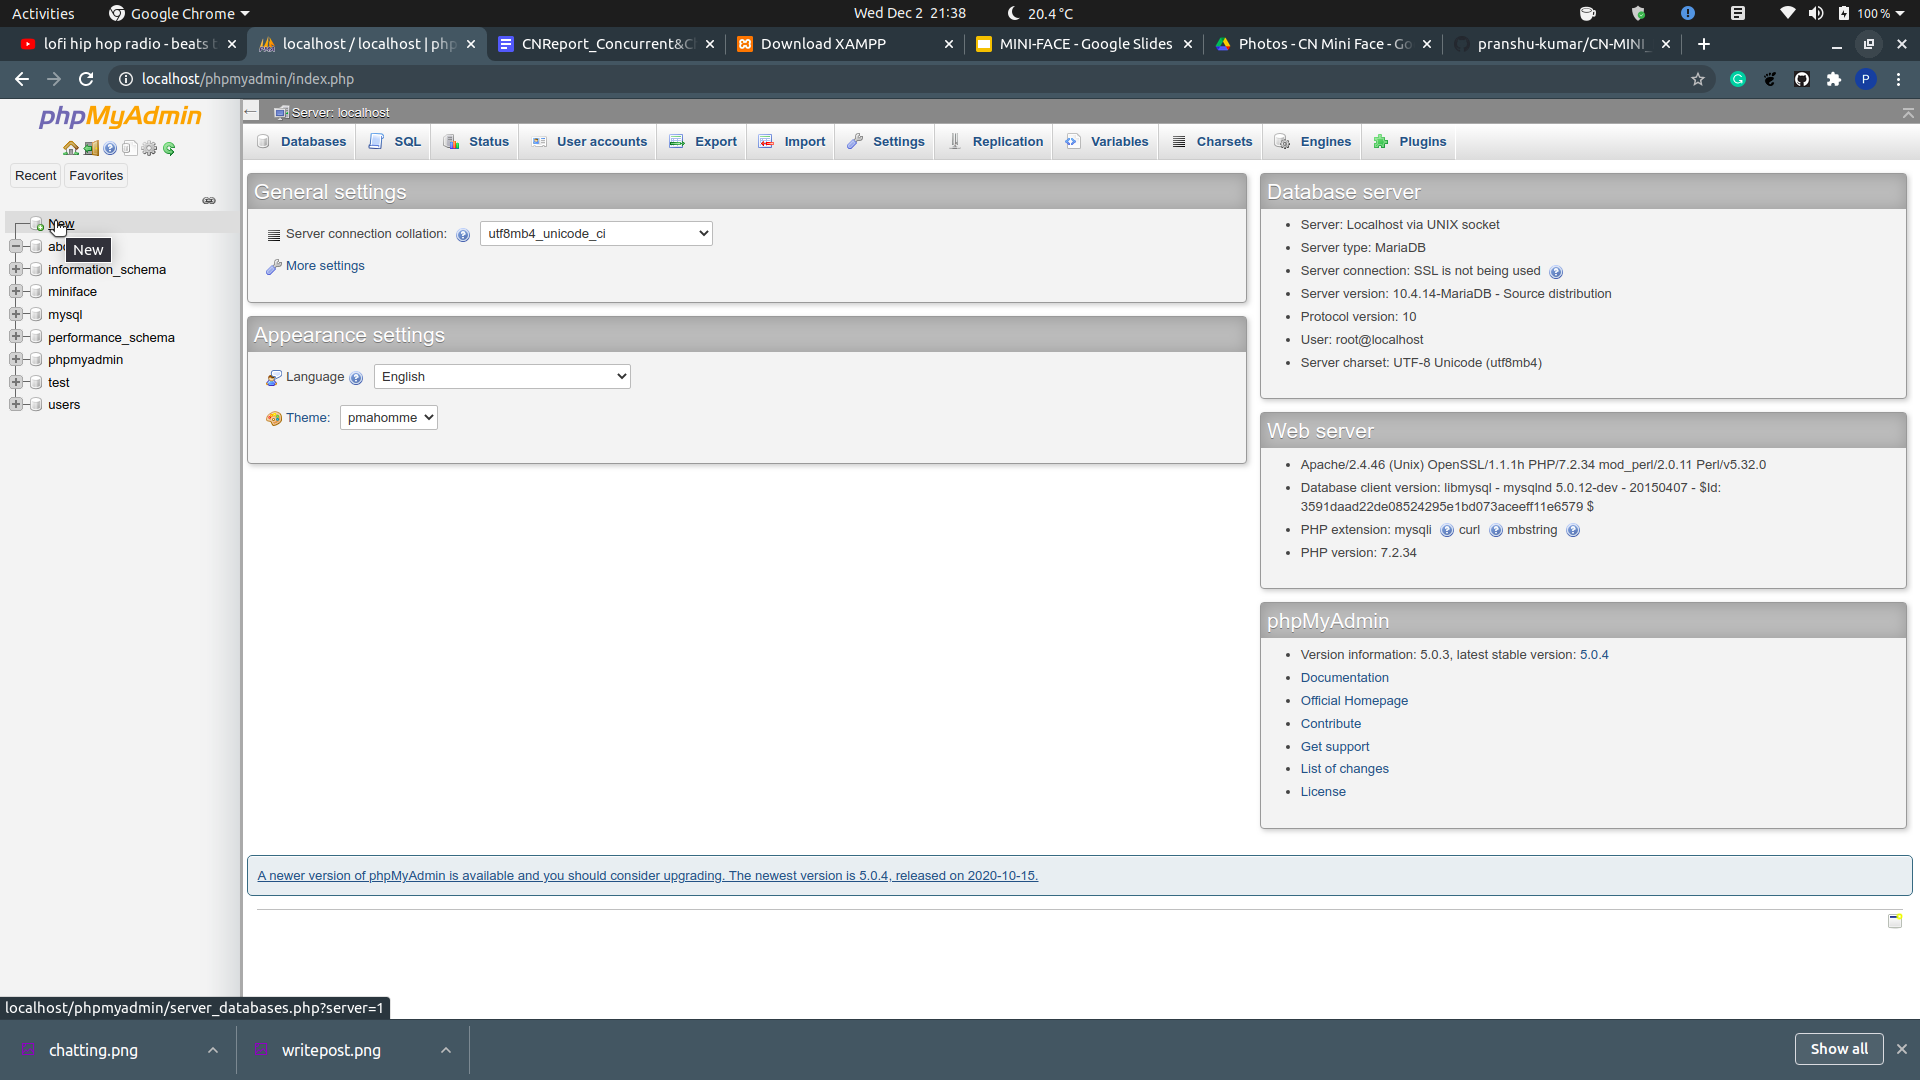 Activities
Google Chrome
Wed Dec 2 21:38
20.4 °C
100 %
lofi hip hop radio - beats t
localhost / localhost | php
CNReport_Concurrent&C
Download XAMPP
MINI-FACE - Google Slides
Photos - CN Mini Face - Go
pranshu-kumar/CN-MINI_
localhost/phpmyadmin/index.php
P
phpMyAdmin
Recent
Favorites
New
New
information_schema
miniface
mysql
performance_schema
phpmyadmin
test
users
Server: localhost
Databases
SQL
Status
User accounts
Export
Import
Settings
Replication
Variables
Charsets
Engines
Plugins
General settings
Server connection collation:
utf8mb4_unicode_ci
More settings
Appearance settings
Language
English
Theme:
pmahomme
Database server
Server: Localhost via UNIX socket
Server type: MariaDB
Server connection: SSL is not being used
Server version: 10.4.14-MariaDB - Source distribution
Protocol version: 10
User: root@localhost
Server charset: UTF-8 Unicode (utf8mb4)
Web server
Apache/2.4.46 (Unix) OpenSSL/1.1.1h PHP/7.2.34 mod_perl/2.0.11 Perl/v5.32.0
Database client version: libmysql - mysqlnd 5.0.12-dev - 20150407 - $Id:
3591daad22de08524295e1bd073aceeff11e6579 $
PHP extension: mysqli curl mbstring
PHP version: 7.2.34
phpMyAdmin
Version information: 5.0.3, latest stable version: 5.0.4
Documentation
Official Homepage
Contribute
Get support
List of changes
License
A newer version of phpMyAdmin is available and you should consider upgrading. The newest version is 5.0.4, released on 2020-10-15.
localhost/phpmyadmin/server_databases.php?server=1
chatting.png
writepost.png
Show all